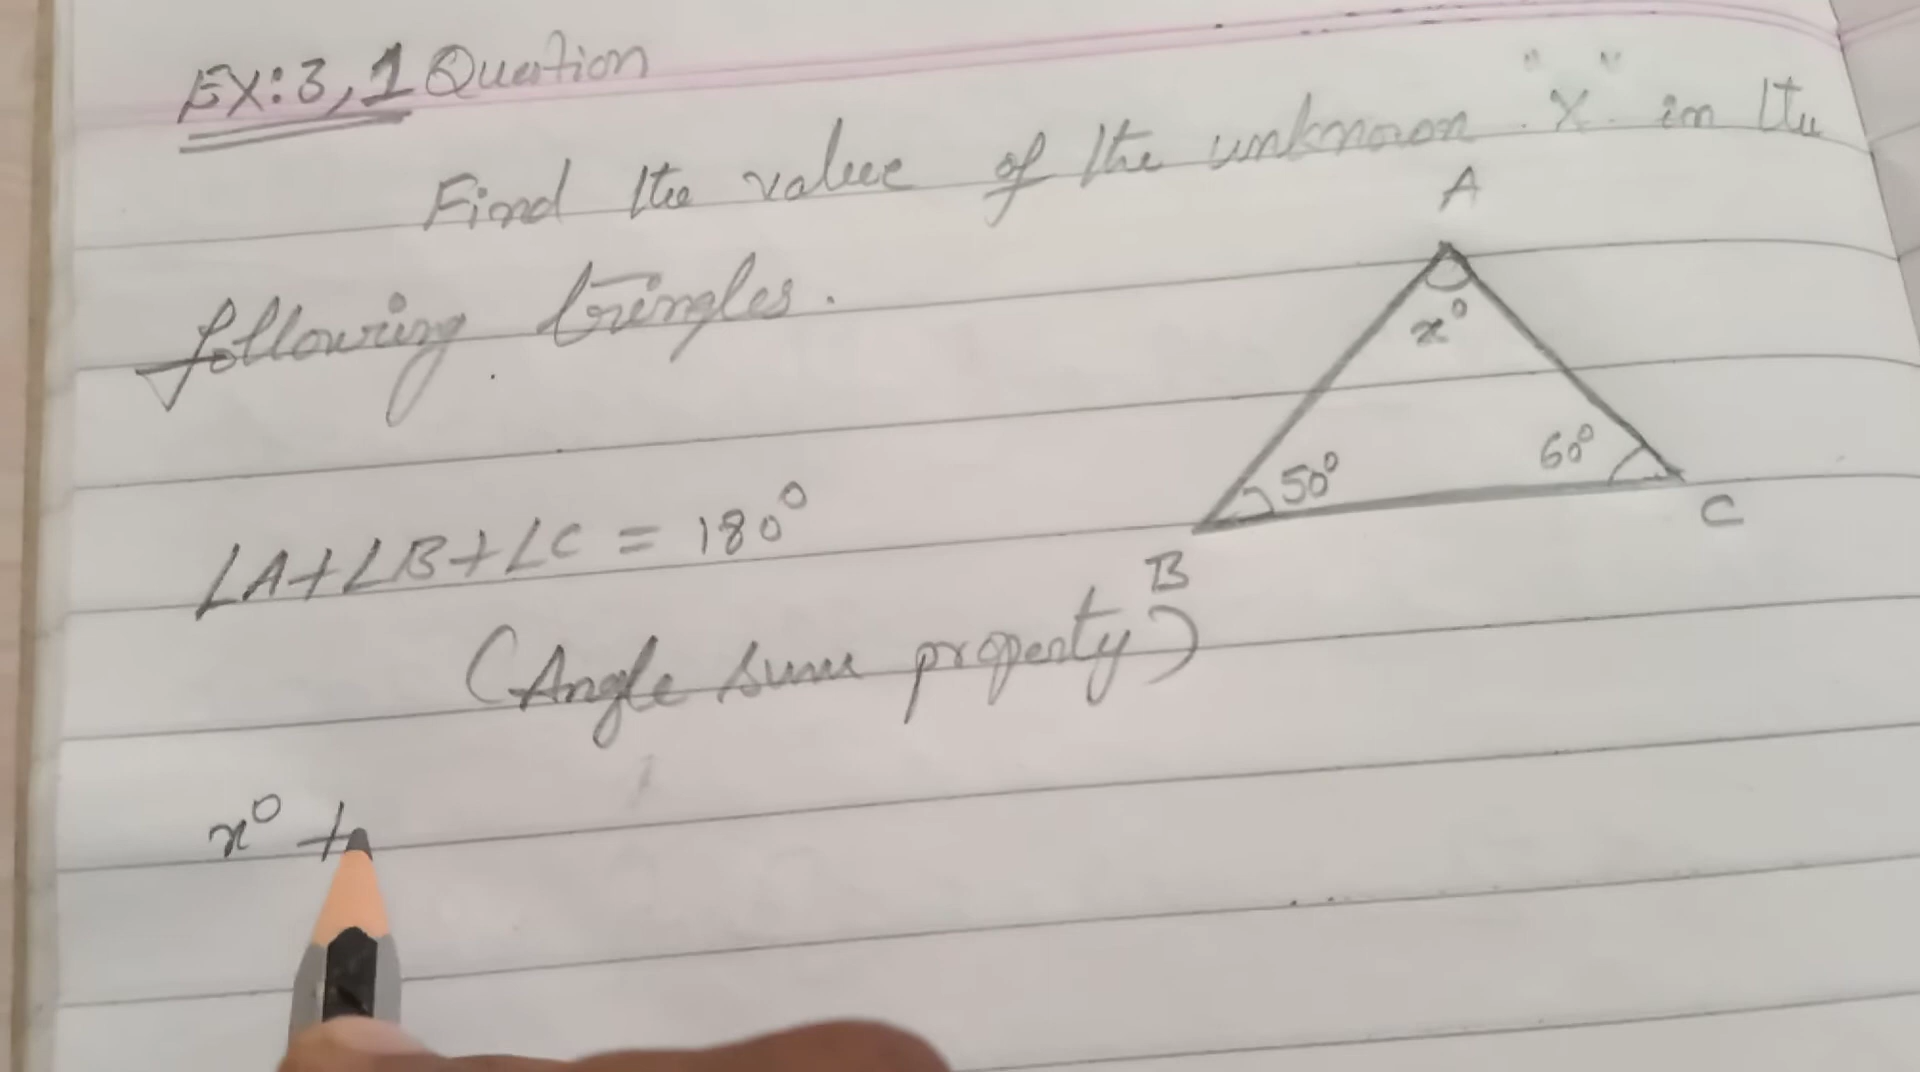 EX:3,1 Question
Find the value of the unknown "X" in the
following tringles.
A
x°
50°
60°
B
C
∠A+∠B+∠C = 180°
(Angle sum property)
x° +